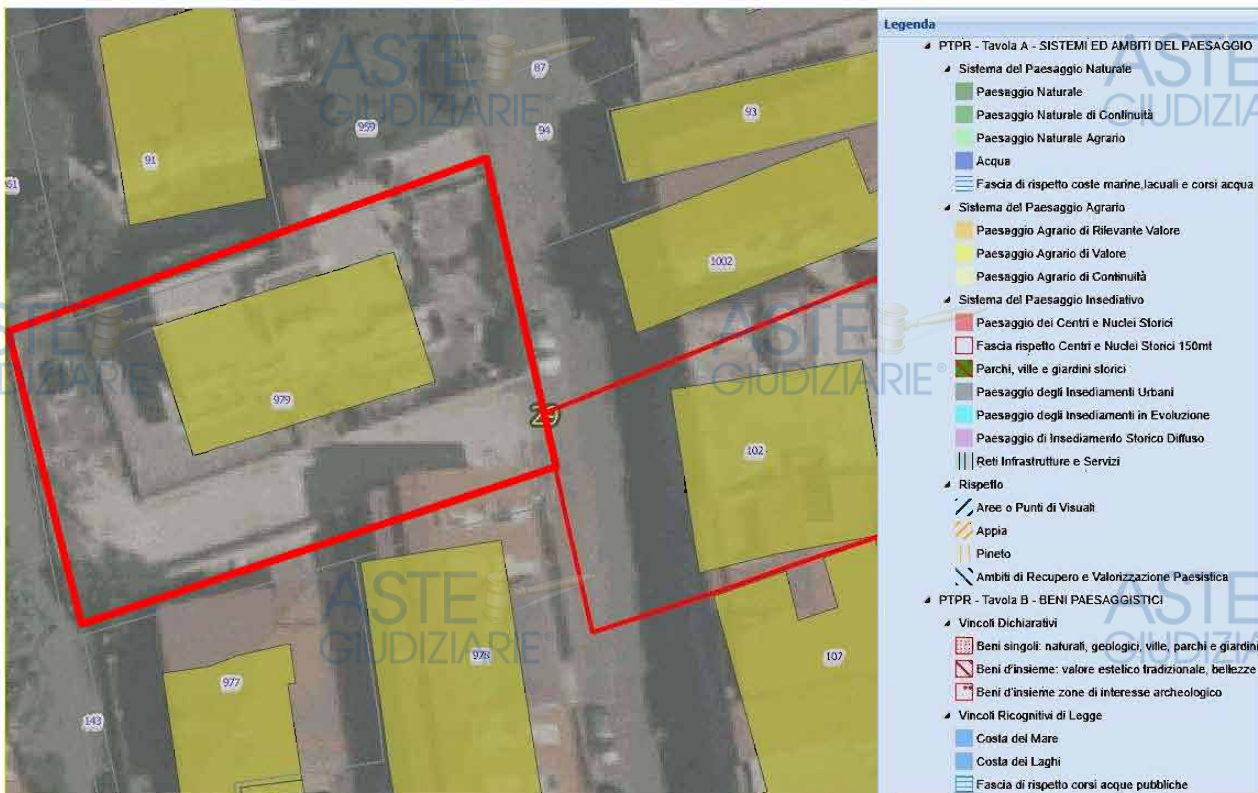 91
61
959
87
94
93
1002
979
29
102
107
978
977
143
ASTE
GIUDIZIARIE®
Legenda
PTPR - Tavola A - SISTEMI ED AMBITI DEL PAESAGGIO
Sistema del Paesaggio Naturale
Paesaggio Naturale
Paesaggio Naturale di Continuità
Paesaggio Naturale Agrario
Acqua
Fascia di rispetto coste marine,lacuali e corsi acqua
Sistema del Paesaggio Agrario
Paesaggio Agrario di Rilevante Valore
Paesaggio Agrario di Valore
Paesaggio Agrario di Continuità
Sistema del Paesaggio Insediativo
Paesaggio dei Centri e Nuclei Storici
Fascia rispetto Centri e Nuclei Storici 150mt
Parchi, ville e giardini storici
Paesaggio degli Insediamenti Urbani
Paesaggio degli Insediamenti in Evoluzione
Paesaggio di Insediamento Storico Diffuso
Reti Infrastrutture e Servizi
Rispetto
Aree o Punti di Visuali
Appia
Pineto
Ambiti di Recupero e Valorizzazione Paesistica
PTPR - Tavola B - BENI PAESAGGISTICI
Vincoli Dichiarativi
Beni singoli: naturali, geologici, ville, parchi e giardini
Beni d'insieme: valore estetico tradizionale, bellezze
Beni d'insieme zone di interesse archeologico
Vincoli Ricognitivi di Legge
Costa del Mare
Costa dei Laghi
Fascia di rispetto corsi acque pubbliche